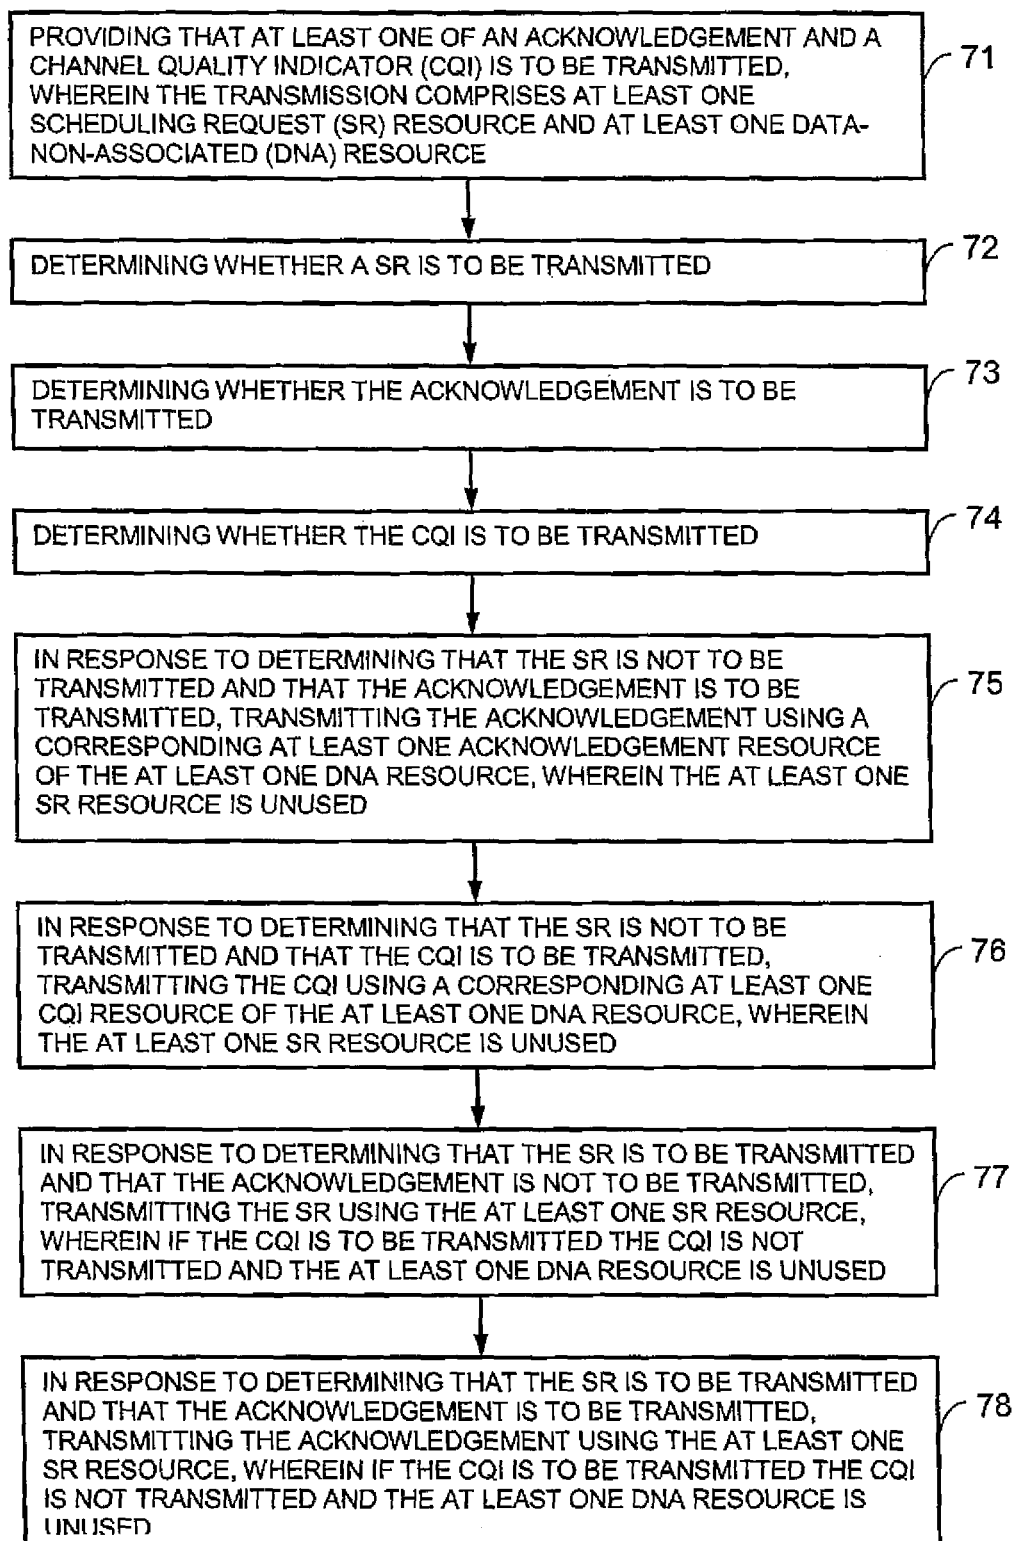 PROVIDING THAT AT LEAST ONE OF AN ACKNOWLEDGEMENT AND A
CHANNEL QUALITY INDICATOR (CQI) IS TO BE TRANSMITTED,
WHEREIN THE TRANSMISSION COMPRISES AT LEAST ONE
SCHEDULING REQUEST (SR) RESOURCE AND AT LEAST ONE DATA-
NON-ASSOCIATED (DNA) RESOURCE
71
DETERMINING WHETHER A SR IS TO BE TRANSMITTED
72
DETERMINING WHETHER THE ACKNOWLEDGEMENT IS TO BE
TRANSMITTED
73
DETERMINING WHETHER THE CQI IS TO BE TRANSMITTED
74
IN RESPONSE TO DETERMINING THAT THE SR IS NOT TO BE
TRANSMITTED AND THAT THE ACKNOWLEDGEMENT IS TO BE
TRANSMITTED, TRANSMITTING THE ACKNOWLEDGEMENT USING A
CORRESPONDING AT LEAST ONE ACKNOWLEDGEMENT RESOURCE
OF THE AT LEAST ONE DNA RESOURCE, WHEREIN THE AT LEAST ONE
SR RESOURCE IS UNUSED
75
IN RESPONSE TO DETERMINING THAT THE SR IS NOT TO BE
TRANSMITTED AND THAT THE CQI IS TO BE TRANSMITTED,
TRANSMITTING THE CQI USING A CORRESPONDING AT LEAST ONE
CQI RESOURCE OF THE AT LEAST ONE DNA RESOURCE, WHEREIN
THE AT LEAST ONE SR RESOURCE IS UNUSED
76
IN RESPONSE TO DETERMINING THAT THE SR IS TO BE TRANSMITTED
AND THAT THE ACKNOWLEDGEMENT IS NOT TO BE TRANSMITTED,
TRANSMITTING THE SR USING THE AT LEAST ONE SR RESOURCE,
WHEREIN IF THE CQI IS TO BE TRANSMITTED THE CQI IS NOT
TRANSMITTED AND THE AT LEAST ONE DNA RESOURCE IS UNUSED
77
IN RESPONSE TO DETERMINING THAT THE SR IS TO BE TRANSMITTED
AND THAT THE ACKNOWLEDGEMENT IS TO BE TRANSMITTED,
TRANSMITTING THE ACKNOWLEDGEMENT USING THE AT LEAST ONE
SR RESOURCE, WHEREIN IF THE CQI IS TO BE TRANSMITTED THE CQI
IS NOT TRANSMITTED AND THE AT LEAST ONE DNA RESOURCE IS
UNUSED
78